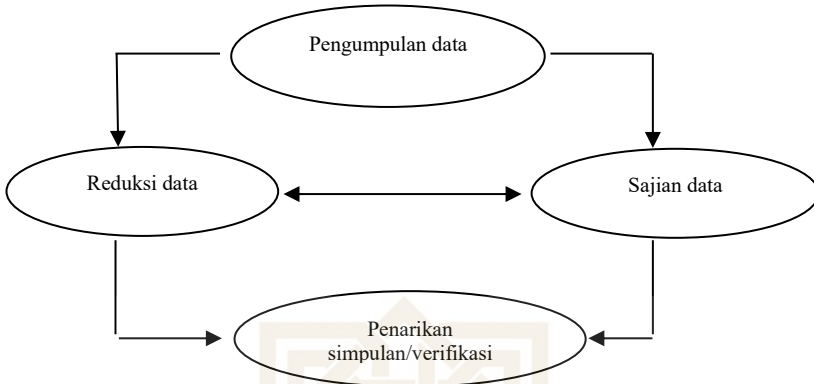 Pengumpulan data
Reduksi data
Sajian data
Penarikan
simpulan/verifikasi